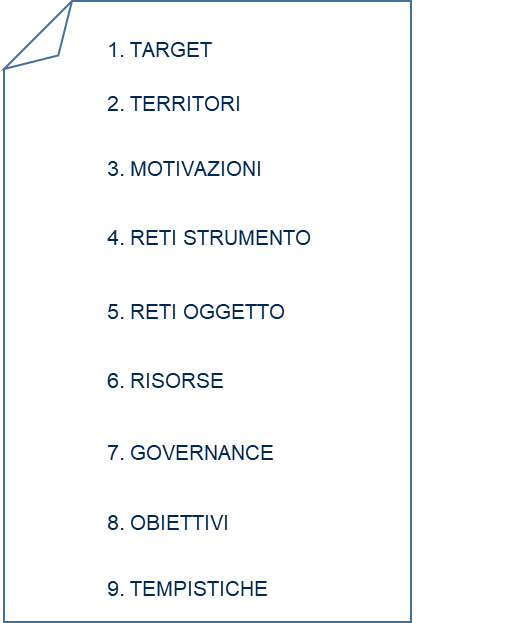 1. TARGET
2. TERRITORI
3. MOTIVAZIONI
4. RETI STRUMENTO
5. RETI OGGETTO
6. RISORSE
7. GOVERNANCE
8. OBIETTIVI
9. TEMPISTICHE